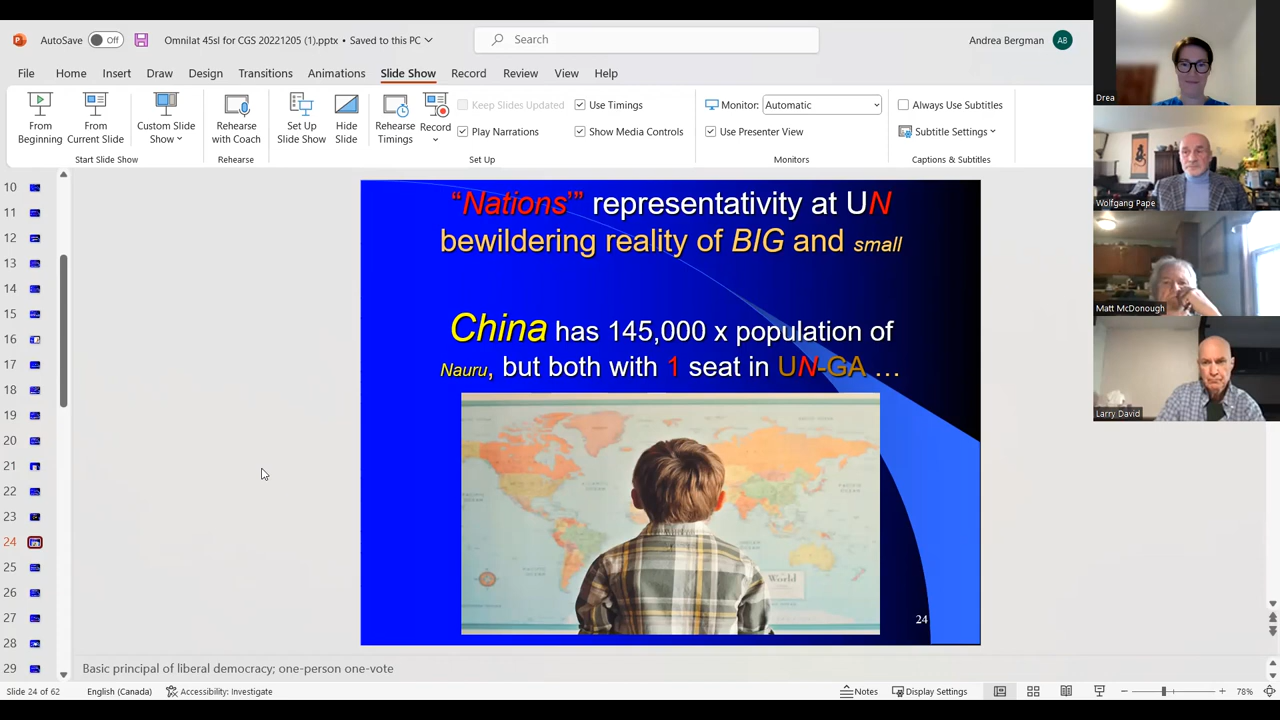 AutoSave Off Omnilat 45sl for CGS 20221205 (1).pptx • Saved to this PC Search Andrea Bergman AB
File Home Insert Draw Design Transitions Animations Slide Show Record Review View Help
From Beginning
From Current Slide
Custom Slide Show
Start Slide Show
Rehearse with Coach
Rehearse
Set Up Slide Show
Hide Slide
Rehearse Timings
Record
Keep Slides Updated
Play Narrations
Use Timings
Show Media Controls
Set Up
Monitor: Automatic
Use Presenter View
Monitors
Always Use Subtitles
Subtitle Settings
Captions & Subtitles
10
11
12
13
14
15
16
17
18
19
20
21
22
23
24
25
26
27
28
29
“Nations’” representativity at UN
bewildering reality of BIG and small
China has 145,000 x population of
Nauru, but both with 1 seat in UN-GA ...
World
24
Basic principal of liberal democracy; one-person one-vote
Slide 24 of 62 English (Canada) Accessibility: Investigate Notes Display Settings 78%
Drea
Wolfgang Pape
Matt McDonough
Larry David